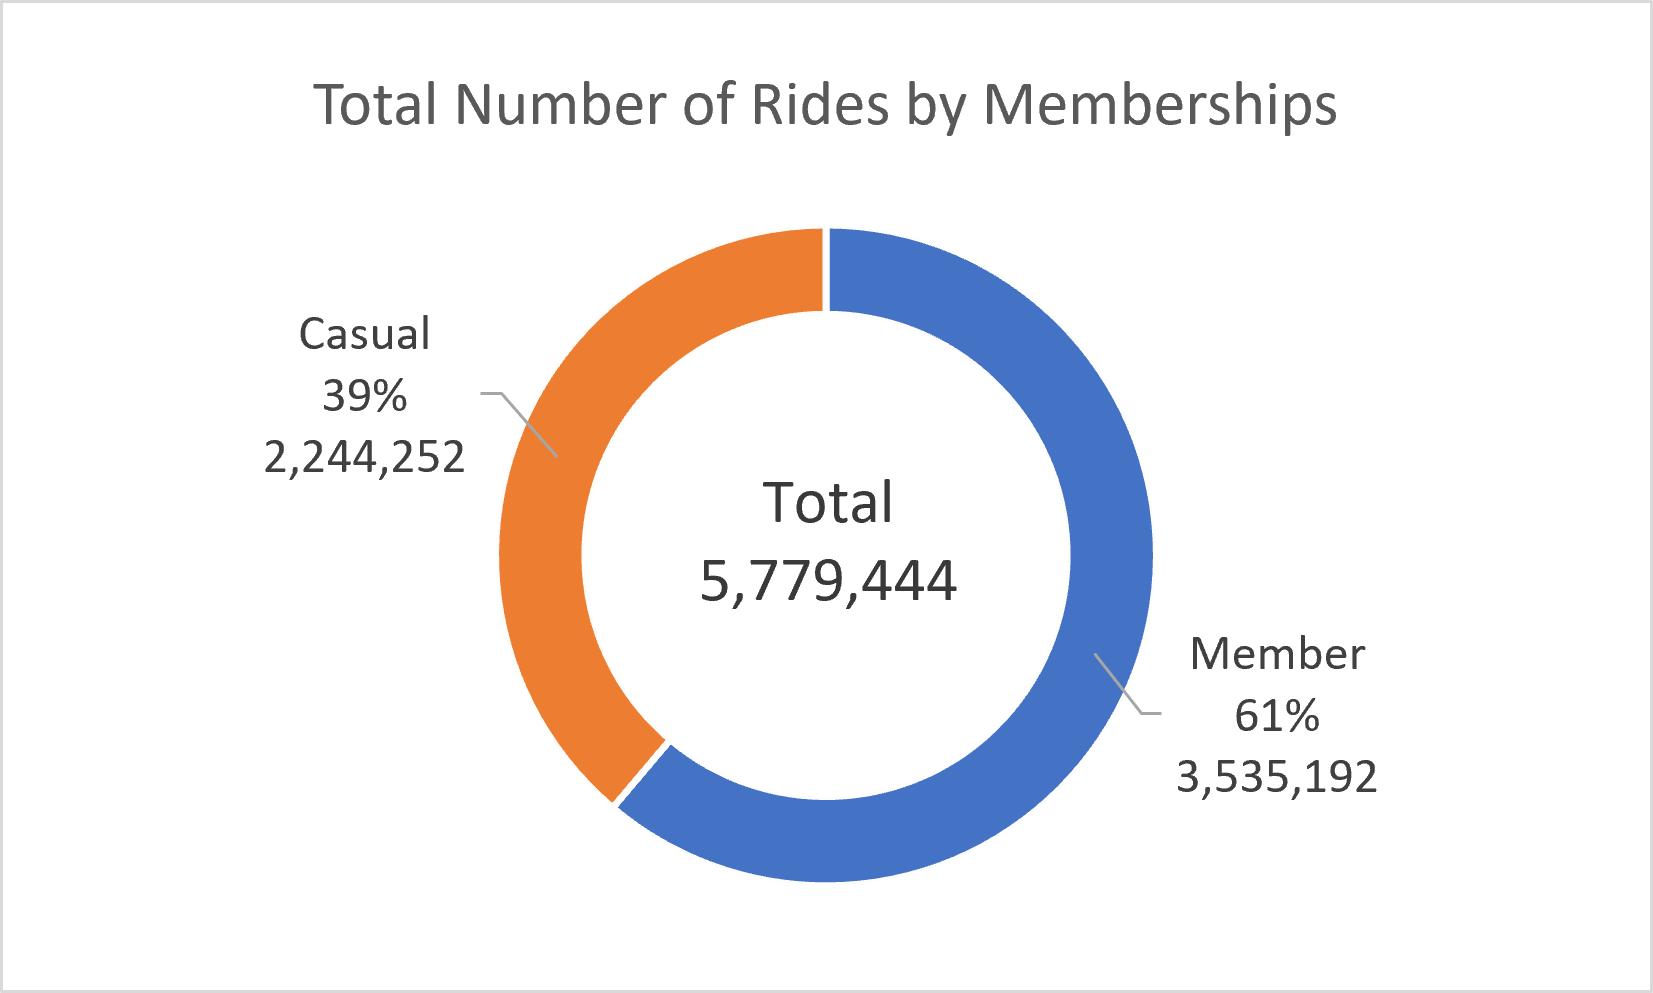 Total Number of Rides by Memberships
Casual
39%
2,244,252
Total
5,779,444
Member
61%
3,535,192